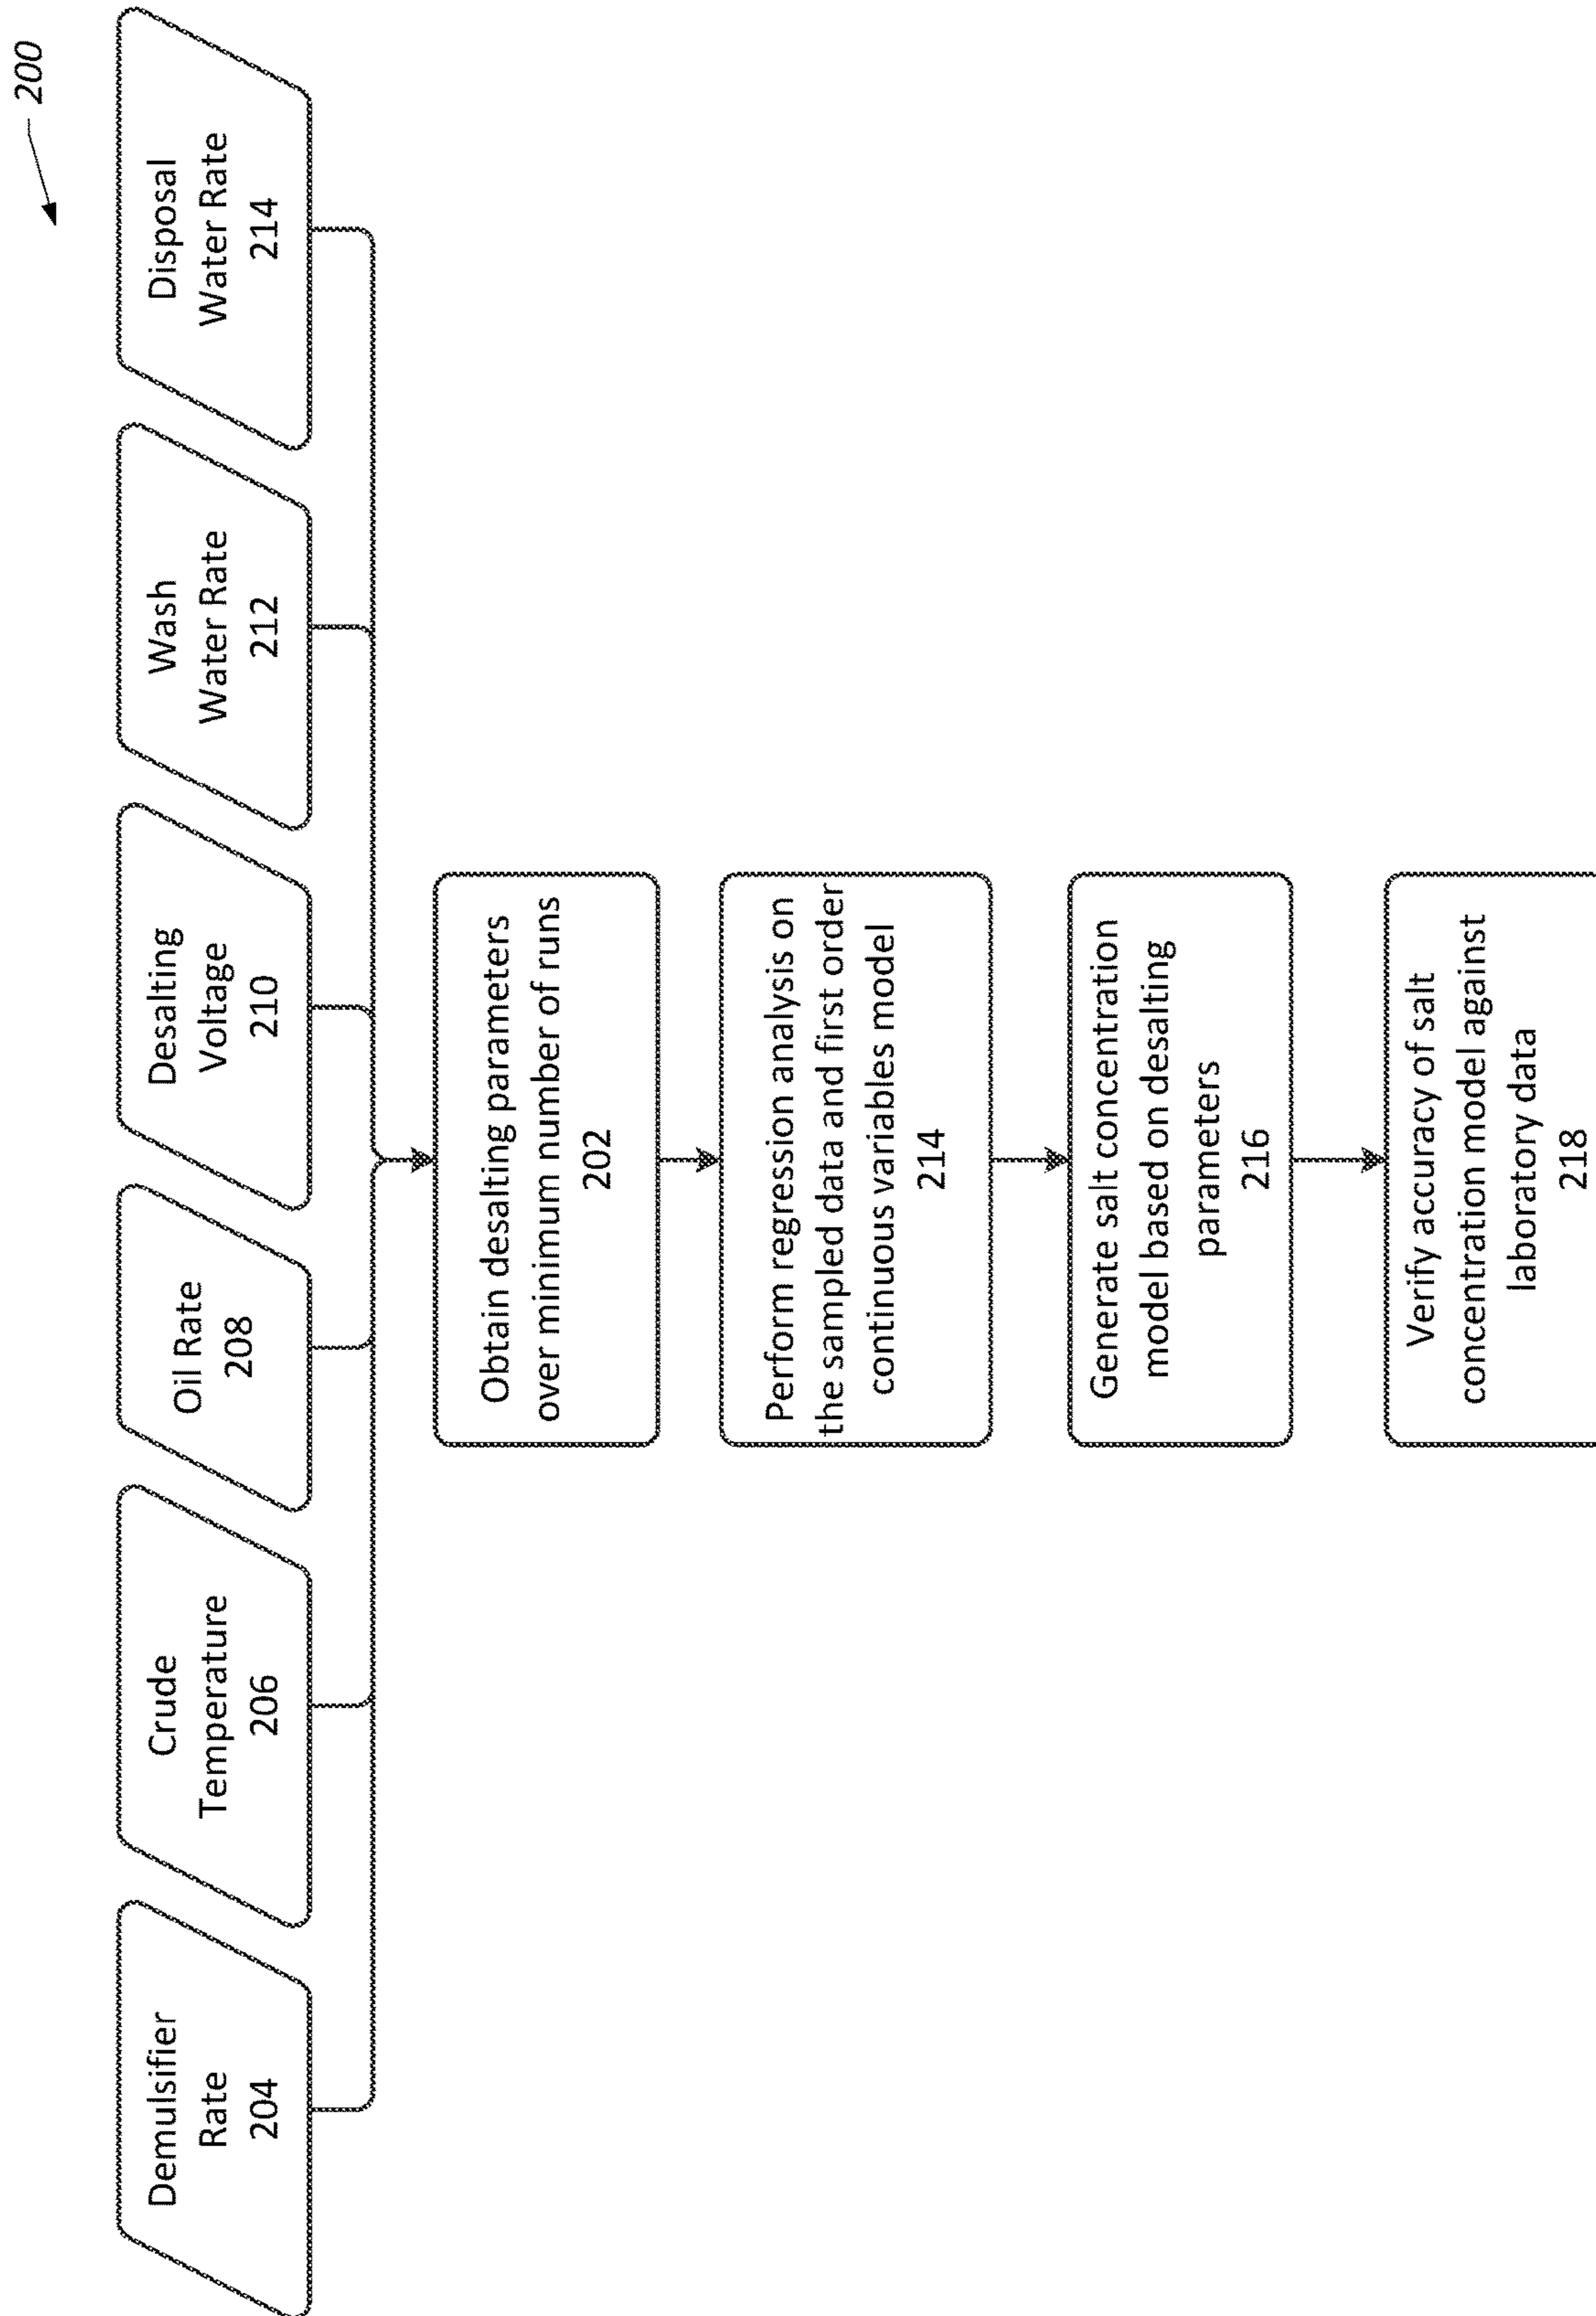 200
Demulsifier
Rate
204
Crude
Temperature
206
Oil Rate
208
Desalting
Voltage
210
Wash
Water Rate
212
Disposal
Water Rate
214
Obtain desalting parameters
over minimum number of runs
202
Perform regression analysis on
the sampled data and first order
continuous variables model
214
Generate salt concentration
model based on desalting
parameters
216
Verify accuracy of salt
concentration model against
laboratory data
218